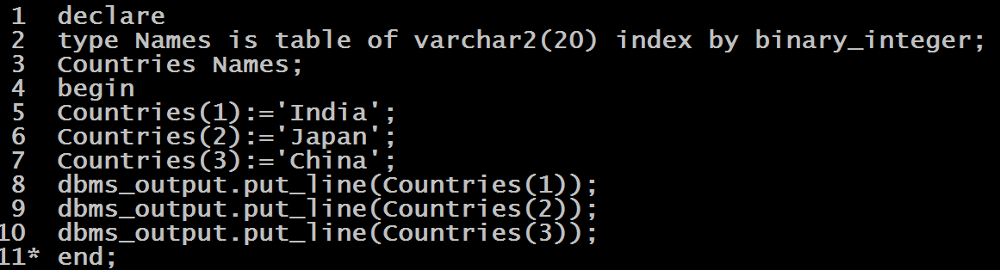 1 declare
2 type Names is table of varchar2(20) index by binary_integer;
3 Countries Names;
4 begin
5 Countries(1):='India';
6 Countries(2):='Japan';
7 Countries(3):='China';
8 dbms_output.put_line(Countries(1));
9 dbms_output.put_line(Countries(2));
10 dbms_output.put_line(Countries(3));
11* end;